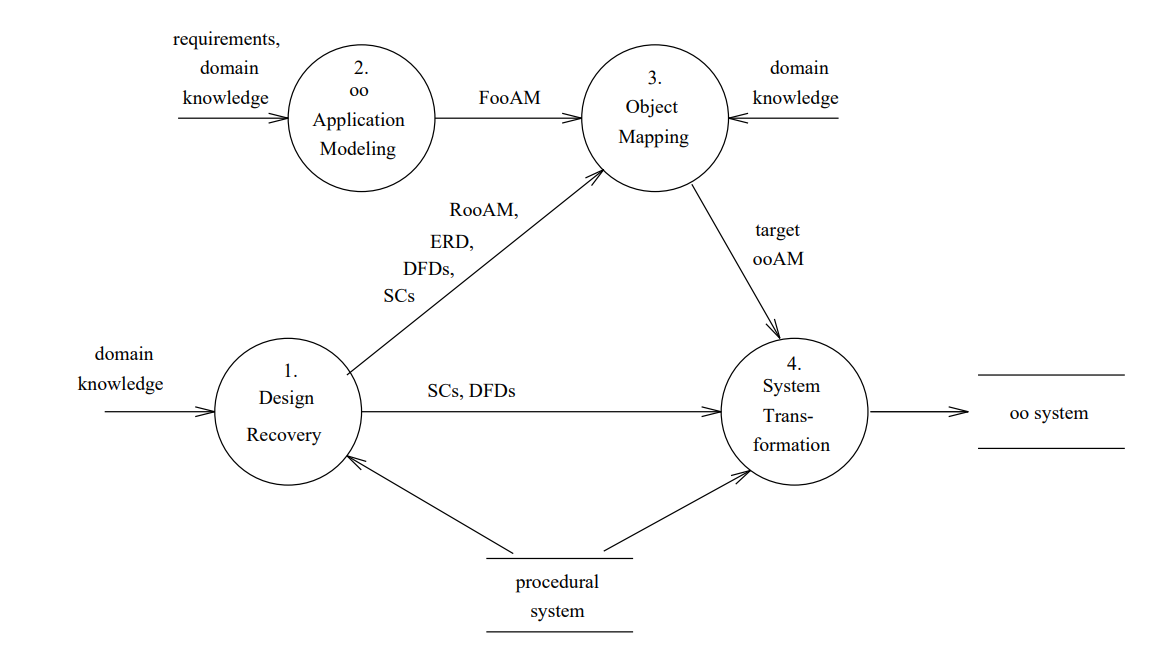 requirements,
domain
knowledge
2.
oo
Application
Modeling
FooAM
3.
Object
Mapping
domain
knowledge
RooAM,
ERD,
DFDs,
SCs
target
ooAM
domain
knowledge
1.
Design
Recovery
SCs, DFDs
4.
System
Trans-
formation
oo system
procedural
system